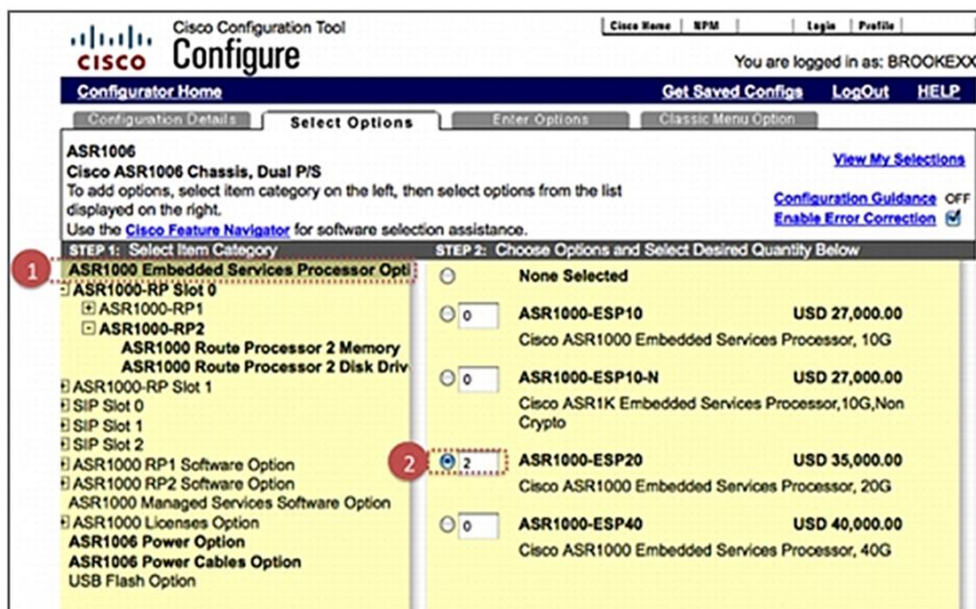 Cisco Configuration Tool
Cisco Home | NPM | Login | Profile
CISCO
Configure
You are logged in as: BROOKEXX
Configurator Home
Get Saved Configs LogOut HELP
Configuration Details
Select Options
Enter Options
Classic Menu Option
ASR1006
Cisco ASR1006 Chassis, Dual P/S
To add options, select item category on the left, then select options from the list
displayed on the right.
Use the Cisco Feature Navigator for software selection assistance.
View My Selections
Configuration Guidance OFF
Enable Error Correction
STEP 1: Select Item Category
1
ASR1000 Embedded Services Processor Opti
ASR1000-RP Slot 0
ASR1000-RP1
ASR1000-RP2
ASR1000 Route Processor 2 Memory
ASR1000 Route Processor 2 Disk Driv
ASR1000-RP Slot 1
SIP Slot 0
SIP Slot 1
SIP Slot 2
ASR1000 RP1 Software Option
ASR1000 RP2 Software Option
ASR1000 Managed Services Software Option
ASR1000 Licenses Option
ASR1006 Power Option
ASR1006 Power Cables Option
USB Flash Option
STEP 2: Choose Options and Select Desired Quantity Below
None Selected
0 ASR1000-ESP10 USD 27,000.00
Cisco ASR1000 Embedded Services Processor, 10G
0 ASR1000-ESP10-N USD 27,000.00
Cisco ASR1K Embedded Services Processor,10G,Non
Crypto
2
2 ASR1000-ESP20 USD 35,000.00
Cisco ASR1000 Embedded Services Processor, 20G
0 ASR1000-ESP40 USD 40,000.00
Cisco ASR1000 Embedded Services Processor, 40G